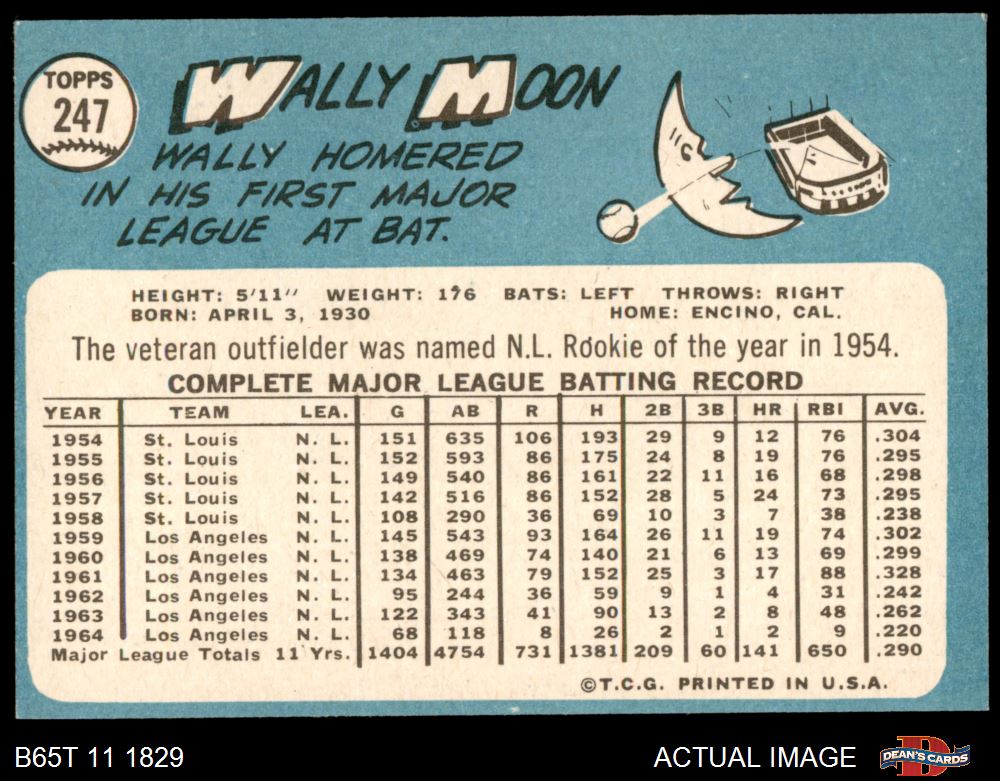 TOPPS
247
WALLY MOON
WALLY HOMERED
IN HIS FIRST MAJOR
LEAGUE AT BAT.
HEIGHT: 5'11" WEIGHT: 176 BATS: LEFT THROWS: RIGHT
BORN: APRIL 3, 1930 HOME: ENCINO, CAL.
The veteran outfielder was named N.L. Rookie of the year in 1954.
COMPLETE MAJOR LEAGUE BATTING RECORD
YEAR TEAM LEA. G AB R H 2B 3B HR RBI AVG.
1954 St. Louis N. L. 151 635 106 193 29 9 12 76 .304
1955 St. Louis N. L. 152 593 86 175 24 8 19 76 .295
1956 St. Louis N. L. 149 540 86 161 22 11 16 68 .298
1957 St. Louis N. L. 142 516 86 152 28 5 24 73 .295
1958 St. Louis N. L. 108 290 36 69 10 3 7 38 .238
1959 Los Angeles N. L. 145 543 93 164 26 11 19 74 .302
1960 Los Angeles N. L. 138 469 74 140 21 6 13 69 .299
1961 Los Angeles N. L. 134 463 79 152 25 3 17 88 .328
1962 Los Angeles N. L. 95 244 36 59 9 1 4 31 .242
1963 Los Angeles N. L. 122 343 41 90 13 2 8 48 .262
1964 Los Angeles N. L. 68 118 8 26 2 1 2 9 .220
Major League Totals 11 Yrs. 1404 4754 731 1381 209 60 141 650 .290
©T.C.G. PRINTED IN U.S.A.
B65T 11 1829 ACTUAL IMAGE DEAN'S CARDS